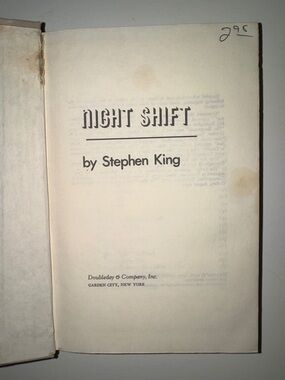 295
NIGHT SHIFT
by Stephen King
Doubleday & Company, Inc.
GARDEN CITY, NEW YORK